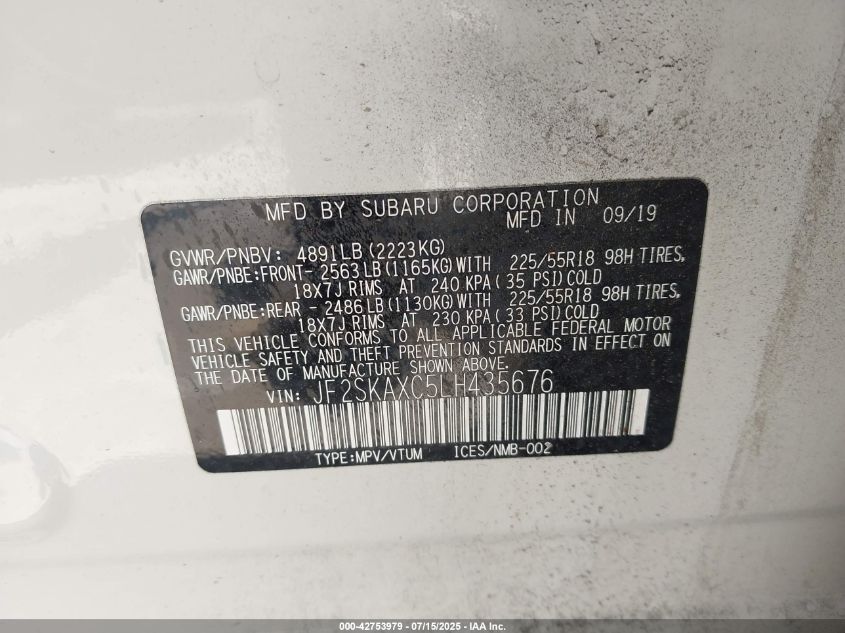 MFD BY SUBARU CORPORATION
MFD IN 09/19
GVWR/PNBV: 4891LB(2223KG)
GAWR/PNBE:FRONT- 2563LB(1165KG)WITH 225/55R18 98H TIRES,
18X7J RIMS AT 240 KPA(35 PSI)COLD
GAWR/PNBE:REAR - 2486LB(1130KG)WITH 225/55R18 98H TIRES,
18X7J RIMS AT 230 KPA(33 PSI)COLD
THIS VEHICLE CONFORMS TO ALL APPLICABLE FEDERAL MOTOR
VEHICLE SAFETY AND THEFT PREVENTION STANDARDS IN EFFECT ON
THE DATE OF MANUFACTURE SHOWN ABOVE.
VIN: JF2SKAXC5LH435676
TYPE:MPV/VTUM ICES/NMB-002
000-42753979 - 07/15/2025 - IAA Inc.